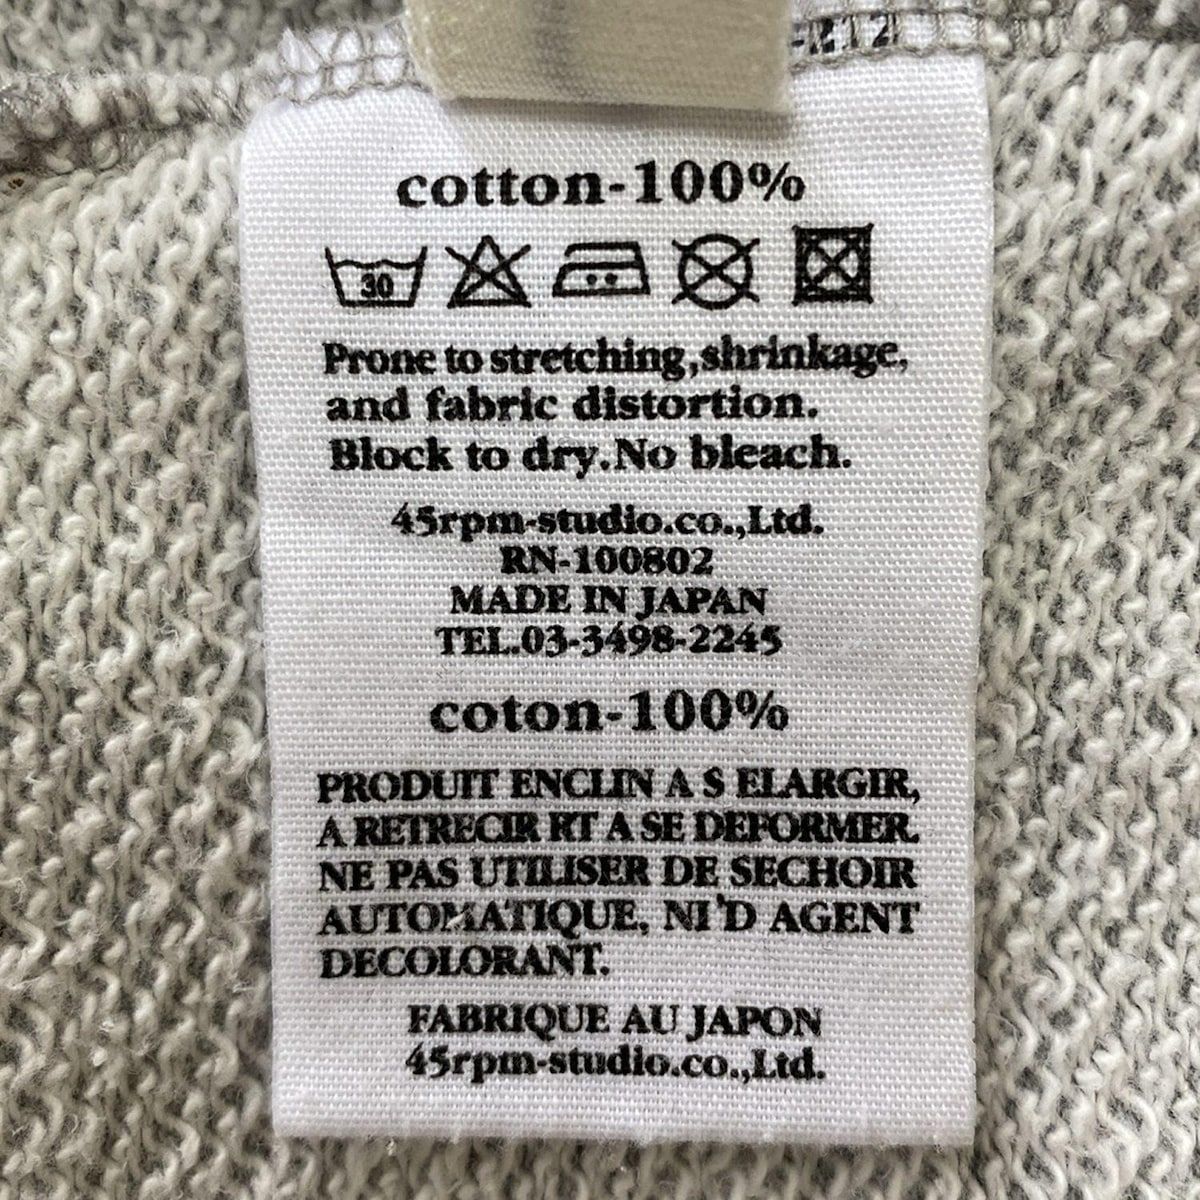 cotton-100%
30
Prone to stretching,shrinkage,
and fabric distortion.
Block to dry.No bleach.
45rpm-studio.co.,Ltd.
RN-100802
MADE IN JAPAN
TEL.03-3498-2245
coton-100%
PRODUIT ENCLIN A S ELARGIR,
A RETRECIR RT A SE DEFORMER.
NE PAS UTILISER DE SECHOIR
AUTOMATIQUE, NI'D AGENT
DECOLORANT.
FABRIQUE AU JAPON
45rpm-studio.co.,Ltd.